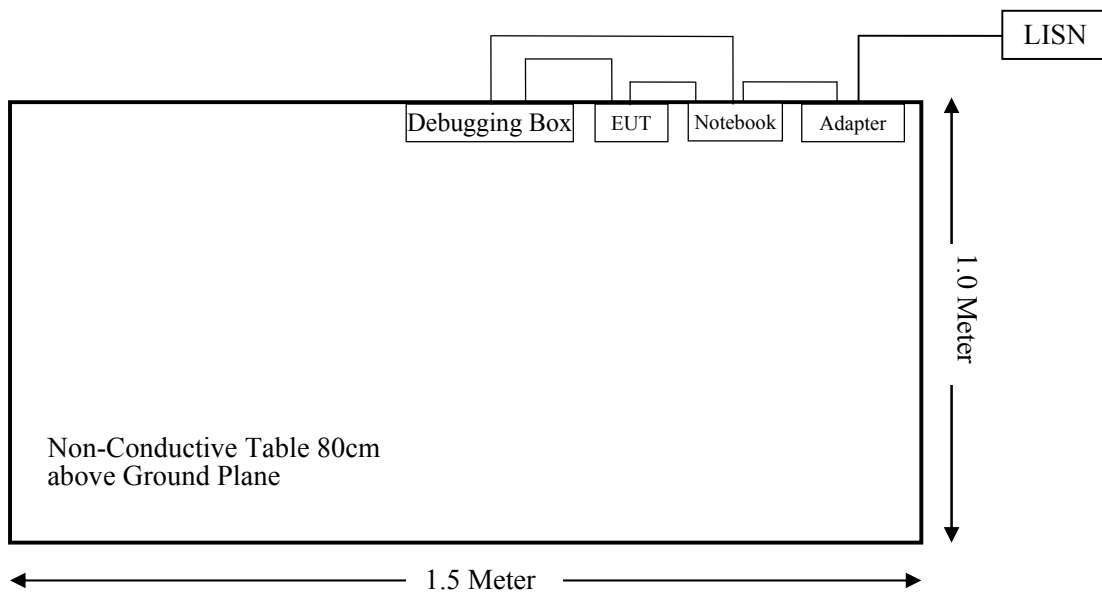 LISN
Debugging Box
EUT
Notebook
Adapter
1.0 Meter
Non-Conductive Table 80cm
above Ground Plane
1.5 Meter